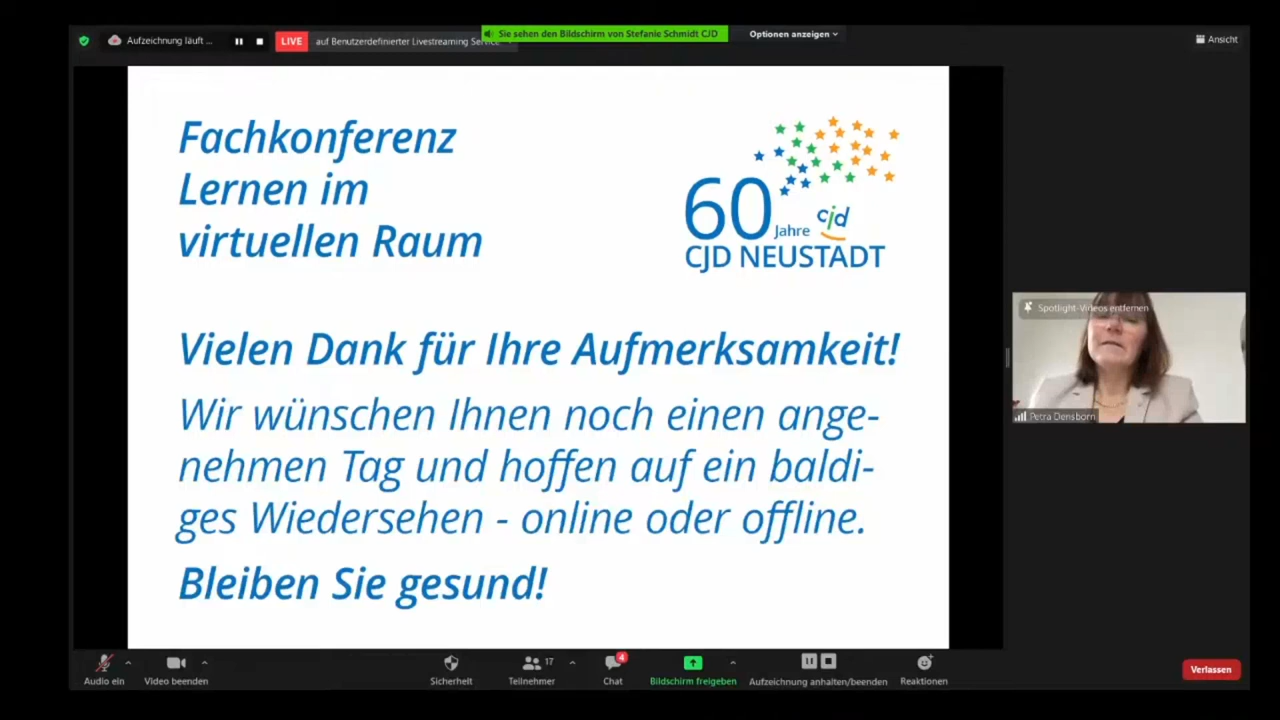 Aufzeichnung läuft ...
LIVE
auf Benutzerdefinierter Livestreaming Service
Sie sehen den Bildschirm von Stefanie Schmidt CJD
Optionen anzeigen
Ansicht
Fachkonferenz
Lernen im
virtuellen Raum
60
Jahre cjd
CJD NEUSTADT
Vielen Dank für Ihre Aufmerksamkeit!
Wir wünschen Ihnen noch einen ange-
nehmen Tag und hoffen auf ein baldi-
ges Wiedersehen - online oder offline.
Bleiben Sie gesund!
Spotlight-Videos entfernen
Petra Densborn
Audio ein
Video beenden
Sicherheit
17
Teilnehmer
4
Chat
Bildschirm freigeben
Aufzeichnung anhalten/beenden
Reaktionen
Verlassen